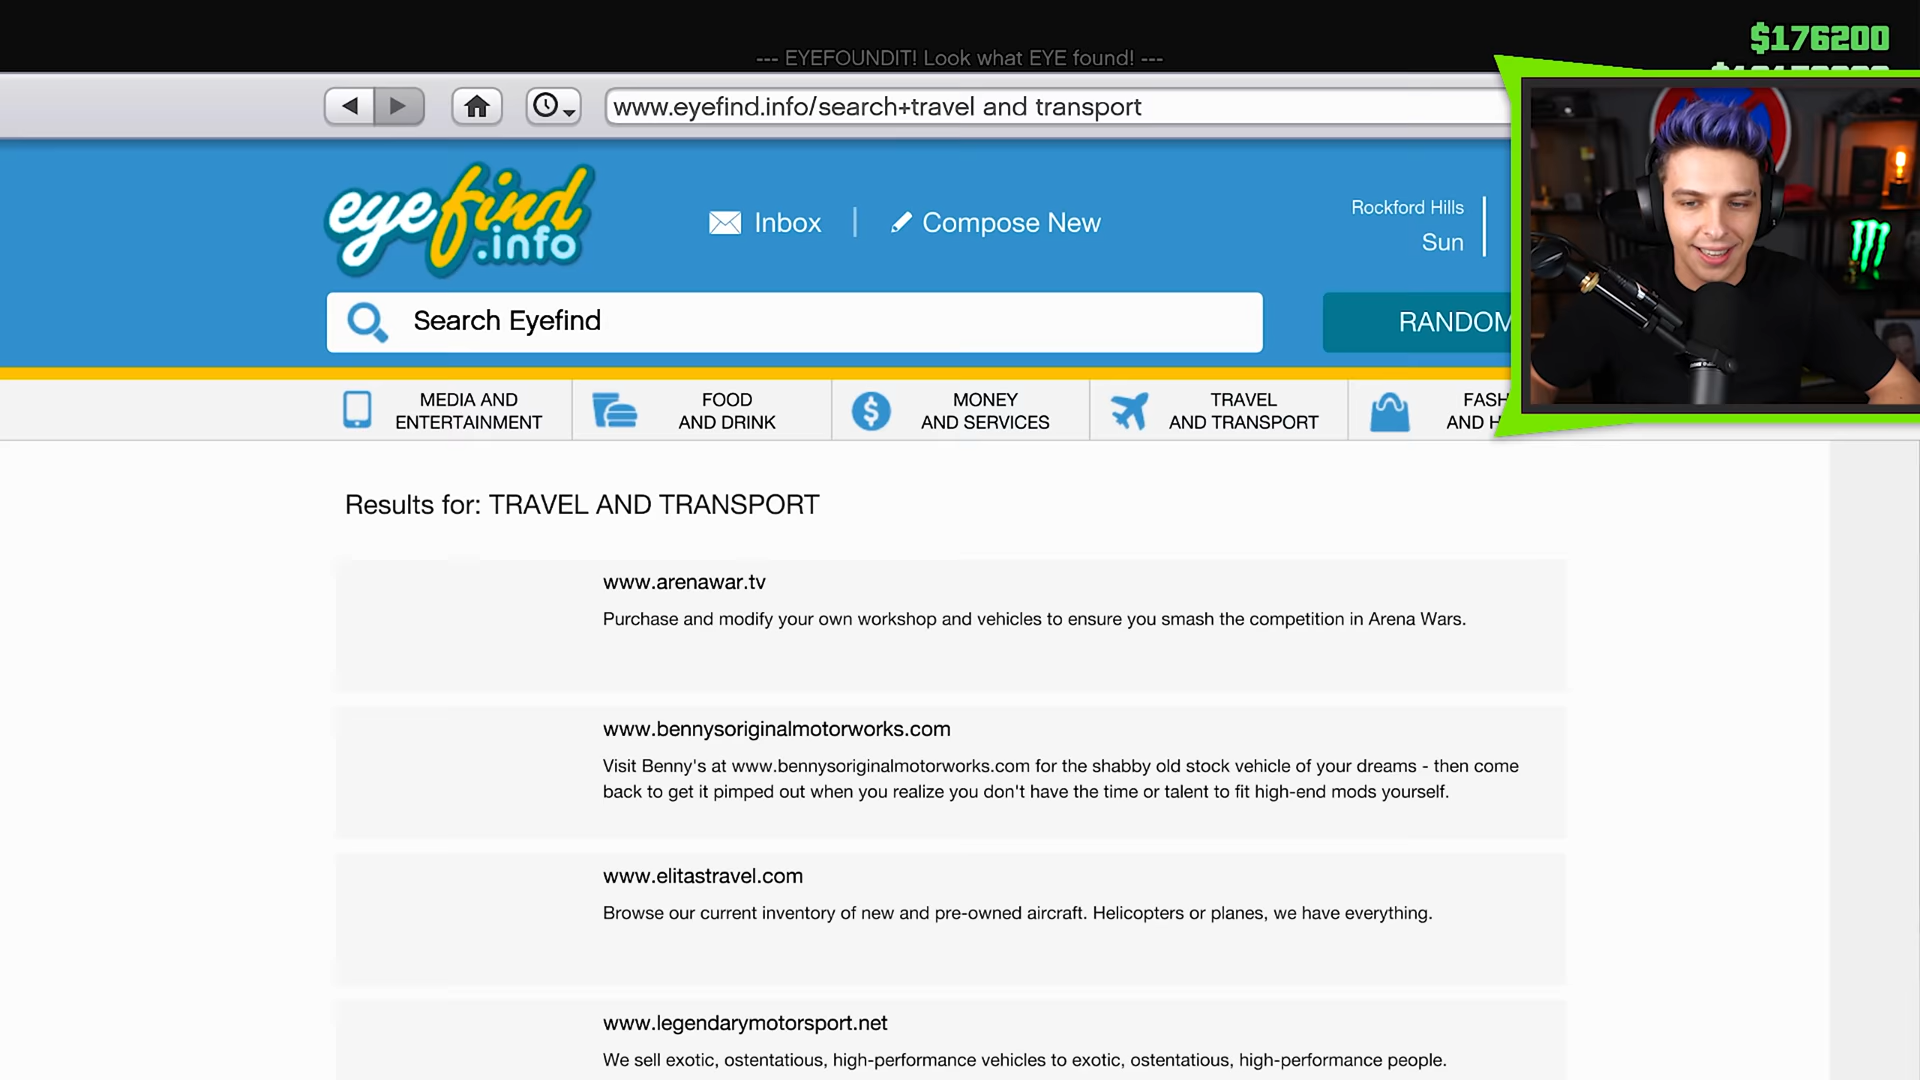 $176200
--- EYEFOUNDIT! Look what EYE found! ---
www.eyefind.info/search+travel and transport
eyefind
.info
Inbox
Compose New
Rockford Hills
Sun
Search Eyefind
RANDOM
MEDIA AND
ENTERTAINMENT
FOOD
AND DRINK
MONEY
AND SERVICES
TRAVEL
AND TRANSPORT
Results for: TRAVEL AND TRANSPORT
www.arenawar.tv
Purchase and modify your own workshop and vehicles to ensure you smash the competition in Arena Wars.
www.bennysoriginalmotorworks.com
Visit Benny's at www.bennysoriginalmotorworks.com for the shabby old stock vehicle of your dreams - then come
back to get it pimped out when you realize you don't have the time or talent to fit high-end mods yourself.
www.elitastravel.com
Browse our current inventory of new and pre-owned aircraft. Helicopters or planes, we have everything.
www.legendarymotorsport.net
We sell exotic, ostentatious, high-performance vehicles to exotic, ostentatious, high-performance people.